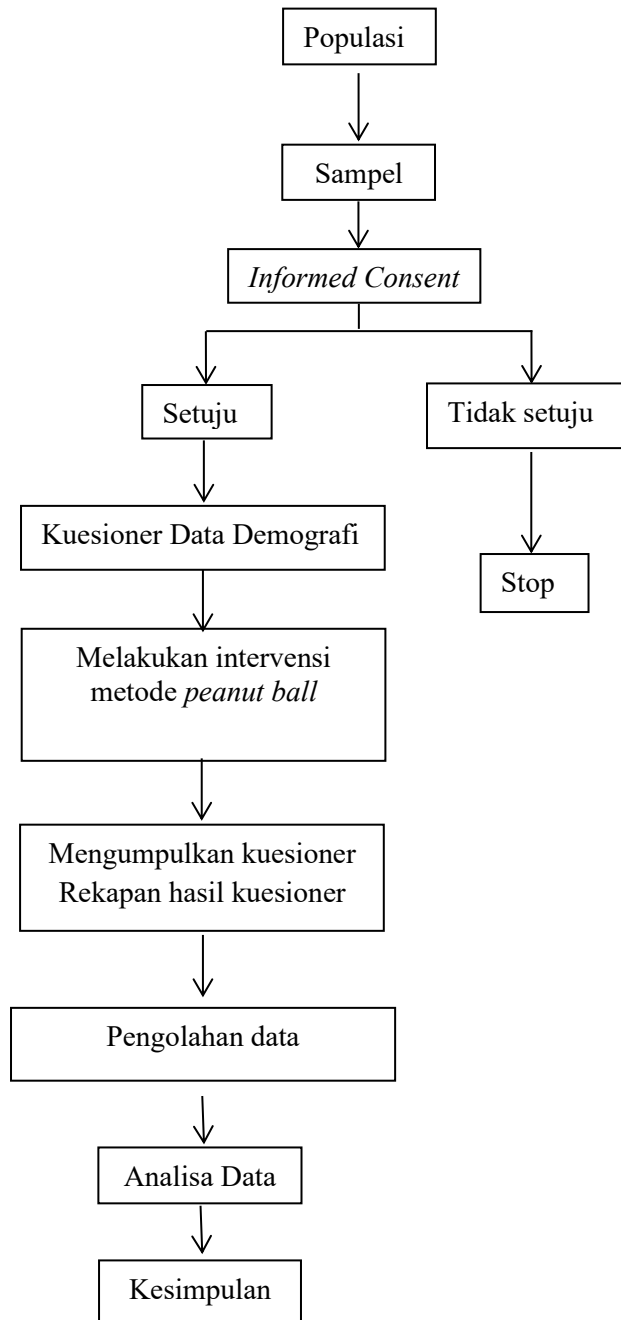 Populasi
Sampel
Informed Consent
Setuju
Tidak setuju
Kuesioner Data Demografi
Stop
Melakukan intervensi
metode peanut ball
Mengumpulkan kuesioner
Rekapan hasil kuesioner
Pengolahan data
Analisa Data
Kesimpulan